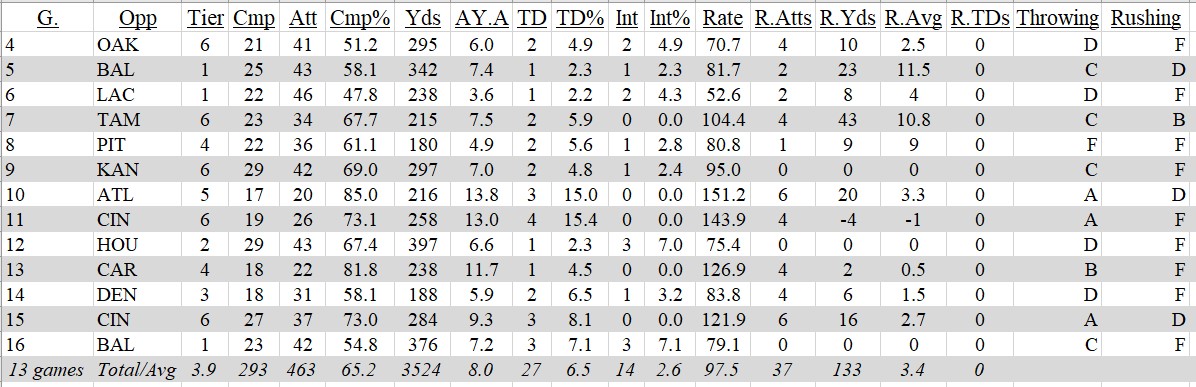 G. Opp Tier Cmp Att Cmp% Yds AY.A TD TD% Int Int% Rate R.Atts R.Yds R.Avg R.TDs Throwing Rushing
4 OAK 6 21 41 51.2 295 6.0 2 4.9 2 4.9 70.7 4 10 2.5 0 D F
5 BAL 1 25 43 58.1 342 7.4 1 2.3 1 2.3 81.7 2 23 11.5 0 C D
6 LAC 1 22 46 47.8 238 3.6 1 2.2 2 4.3 52.6 2 8 4 0 D F
7 TAM 6 23 34 67.7 215 7.5 2 5.9 0 0.0 104.4 4 43 10.8 0 C B
8 PIT 4 22 36 61.1 180 4.9 2 5.6 1 2.8 80.8 1 9 9 0 F F
9 KAN 6 29 42 69.0 297 7.0 2 4.8 1 2.4 95.0 0 0 0 0 C F
10 ATL 5 17 20 85.0 216 13.8 3 15.0 0 0.0 151.2 6 20 3.3 0 A D
11 CIN 6 19 26 73.1 258 13.0 4 15.4 0 0.0 143.9 4 -4 -1 0 A F
12 HOU 2 29 43 67.4 397 6.6 1 2.3 3 7.0 75.4 0 0 0 0 D F
13 CAR 4 18 22 81.8 238 11.7 1 4.5 0 0.0 126.9 4 2 0.5 0 B F
14 DEN 3 18 31 58.1 188 5.9 2 6.5 1 3.2 83.8 4 6 1.5 0 D F
15 CIN 6 27 37 73.0 284 9.3 3 8.1 0 0.0 121.9 6 16 2.7 0 A D
16 BAL 1 23 42 54.8 376 7.2 3 7.1 3 7.1 79.1 0 0 0 0 C F
13 games Total/Avg 3.9 293 463 65.2 3524 8.0 27 6.5 14 2.6 97.5 37 133 3.4 0